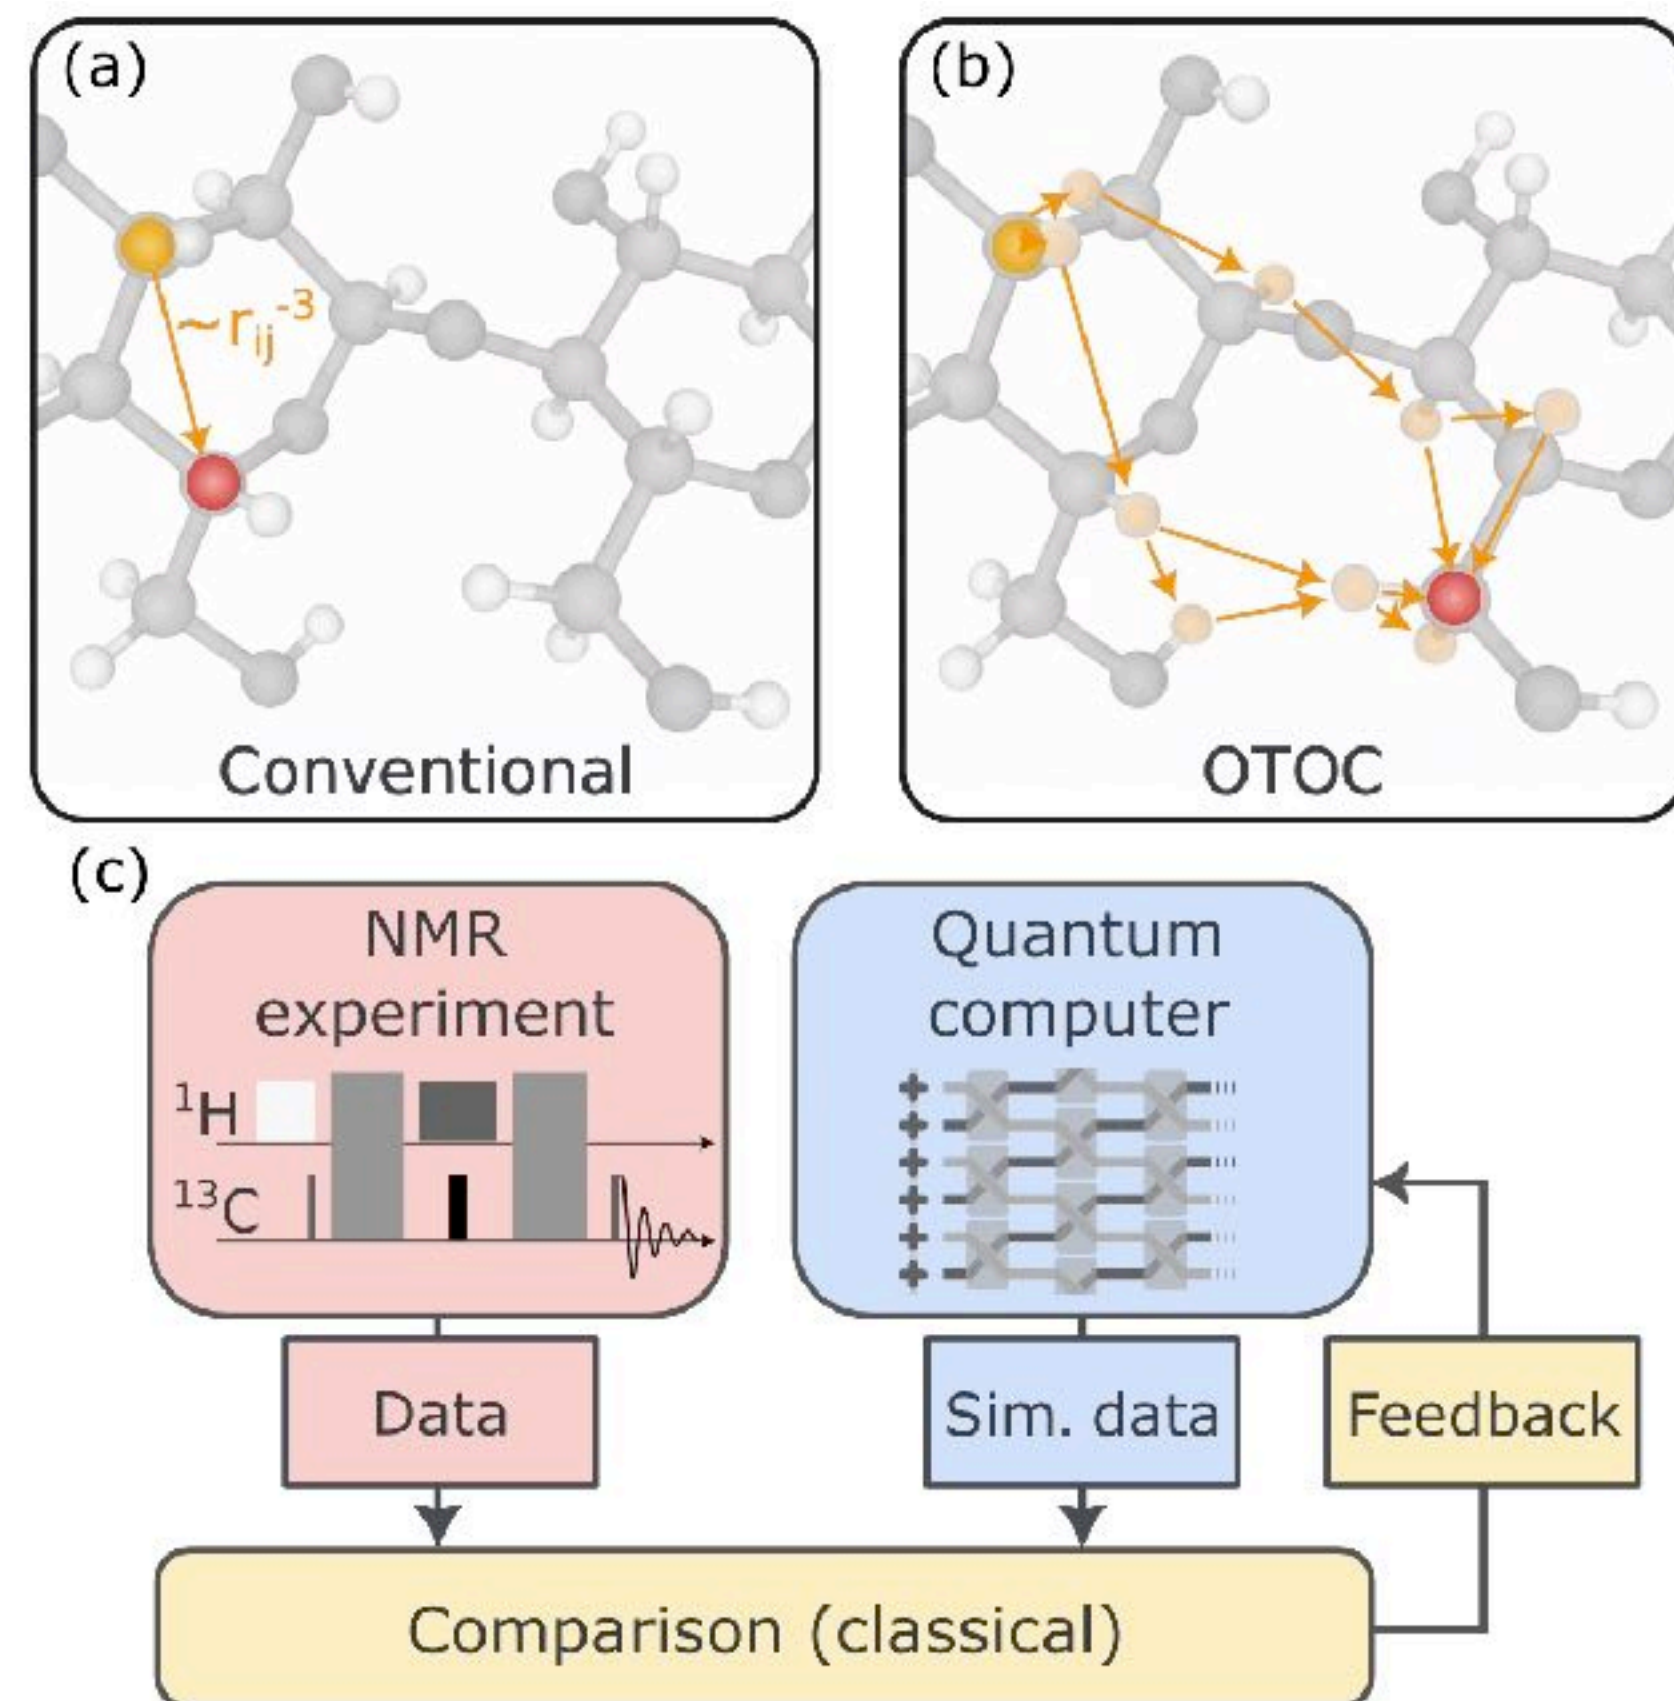 (a)
~r_ij^-3
Conventional
(b)
OTOC
(c)
NMR
experiment
¹H
¹³C
Quantum
computer
Data
Sim. data
Feedback
Comparison (classical)